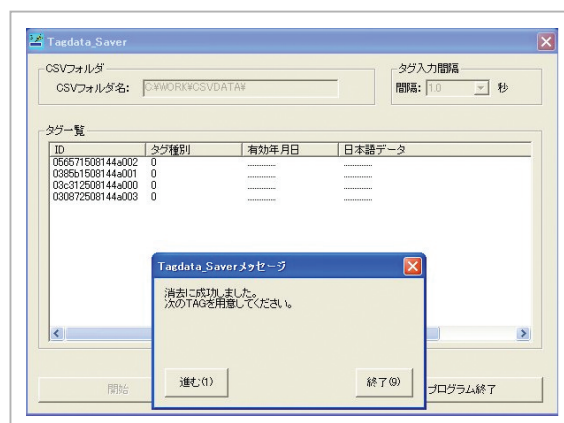 Tagdata_Saver
CSVフォルダ
CSVフォルダ名: C:¥WORK¥CSVDATA¥
タグ入力間隔
間隔: 1.0 秒
タグ一覧
ID タグ種別 有効年月日 日本語データ
056571508144a002 0 ............ ............
0385b1508144a001 0 ............ ............
03c312508144a000 0 ............ ............
030872508144a003 0 ............ ............
Tagdata_Saverメッセージ
消去に成功しました。
次のTAGを用意してください。
進む(1) 終了(9)
開始 プログラム終了